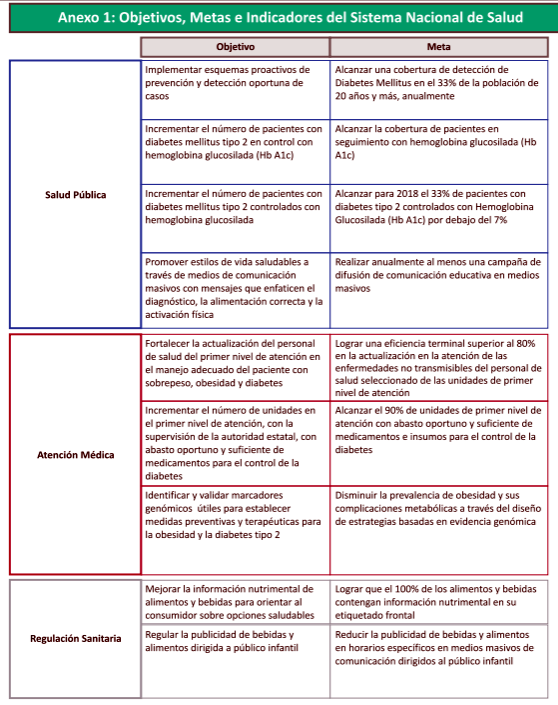 Anexo 1: Objetivos, Metas e Indicadores del Sistema Nacional de Salud
Objetivo
Meta
Salud Pública
Implementar esquemas proactivos de
prevención y detección oportuna de
casos
Alcanzar una cobertura de detección de
Diabetes Mellitus en el 33% de la población de
20 años y más, anualmente
Incrementar el número de pacientes con
diabetes mellitus tipo 2 en control con
hemoglobina glucosilada (Hb A1c)
Alcanzar la cobertura de pacientes en
seguimiento con hemoglobina glucosilada (Hb
A1c)
Incrementar el número de pacientes con
diabetes mellitus tipo 2 controlados con
hemoglobina glucosilada
Alcanzar para 2018 el 33% de pacientes con
diabetes tipo 2 controlados con Hemoglobina
Glucosilada (Hb A1c) por debajo del 7%
Promover estilos de vida saludables a
través de medios de comunicación
masivos con mensajes que enfaticen el
diagnóstico, la alimentación correcta y la
activación física
Realizar anualmente al menos una campaña de
difusión de comunicación educativa en medios
masivos
Atención Médica
Fortalecer la actualización del personal
de salud del primer nivel de atención en
el manejo adecuado del paciente con
sobrepeso, obesidad y diabetes
Lograr una eficiencia terminal superior al 80%
en la actualización en la atención de las
enfermedades no transmisibles del personal de
salud seleccionado de las unidades de primer
nivel de atención
Incrementar el número de unidades en
el primer nivel de atención, con la
supervisión de la autoridad estatal, con
abasto oportuno y suficiente de
medicamentos para el control de la
diabetes
Alcanzar el 90% de unidades de primer nivel de
atención con abasto oportuno y suficiente de
medicamentos e insumos para el control de la
diabetes
Identificar y validar marcadores
genómicos útiles para establecer
medidas preventivas y terapéuticas para
la obesidad y la diabetes tipo 2
Disminuir la prevalencia de obesidad y sus
complicaciones metabólicas a través del diseño
de estrategias basadas en evidencia genómica
Regulación Sanitaria
Mejorar la información nutrimental de
alimentos y bebidas para orientar al
consumidor sobre opciones saludables
Lograr que el 100% de los alimentos y bebidas
contengan información nutrimental en su
etiquetado frontal
Regular la publicidad de bebidas y
alimentos dirigida a público infantil
Reducir la publicidad de bebidas y alimentos
en horarios específicos en medios masivos de
comunicación dirigidos al público infantil